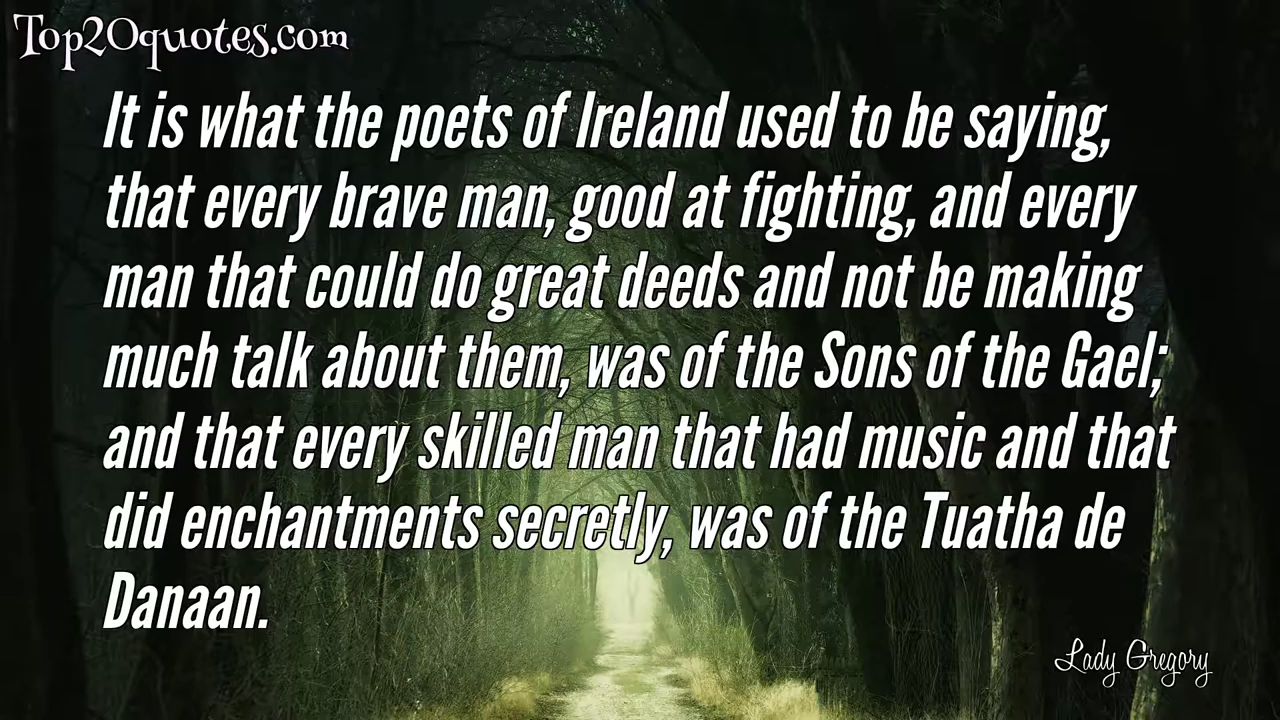 Top20quotes.com
It is what the poets of Ireland used to be saying,
that every brave man, good at fighting, and every
man that could do great deeds and not be making
much talk about them, was of the Sons of the Gael;
and that every skilled man that had music and that
did enchantments secretly, was of the Tuatha de
Danaan.
Lady Gregory